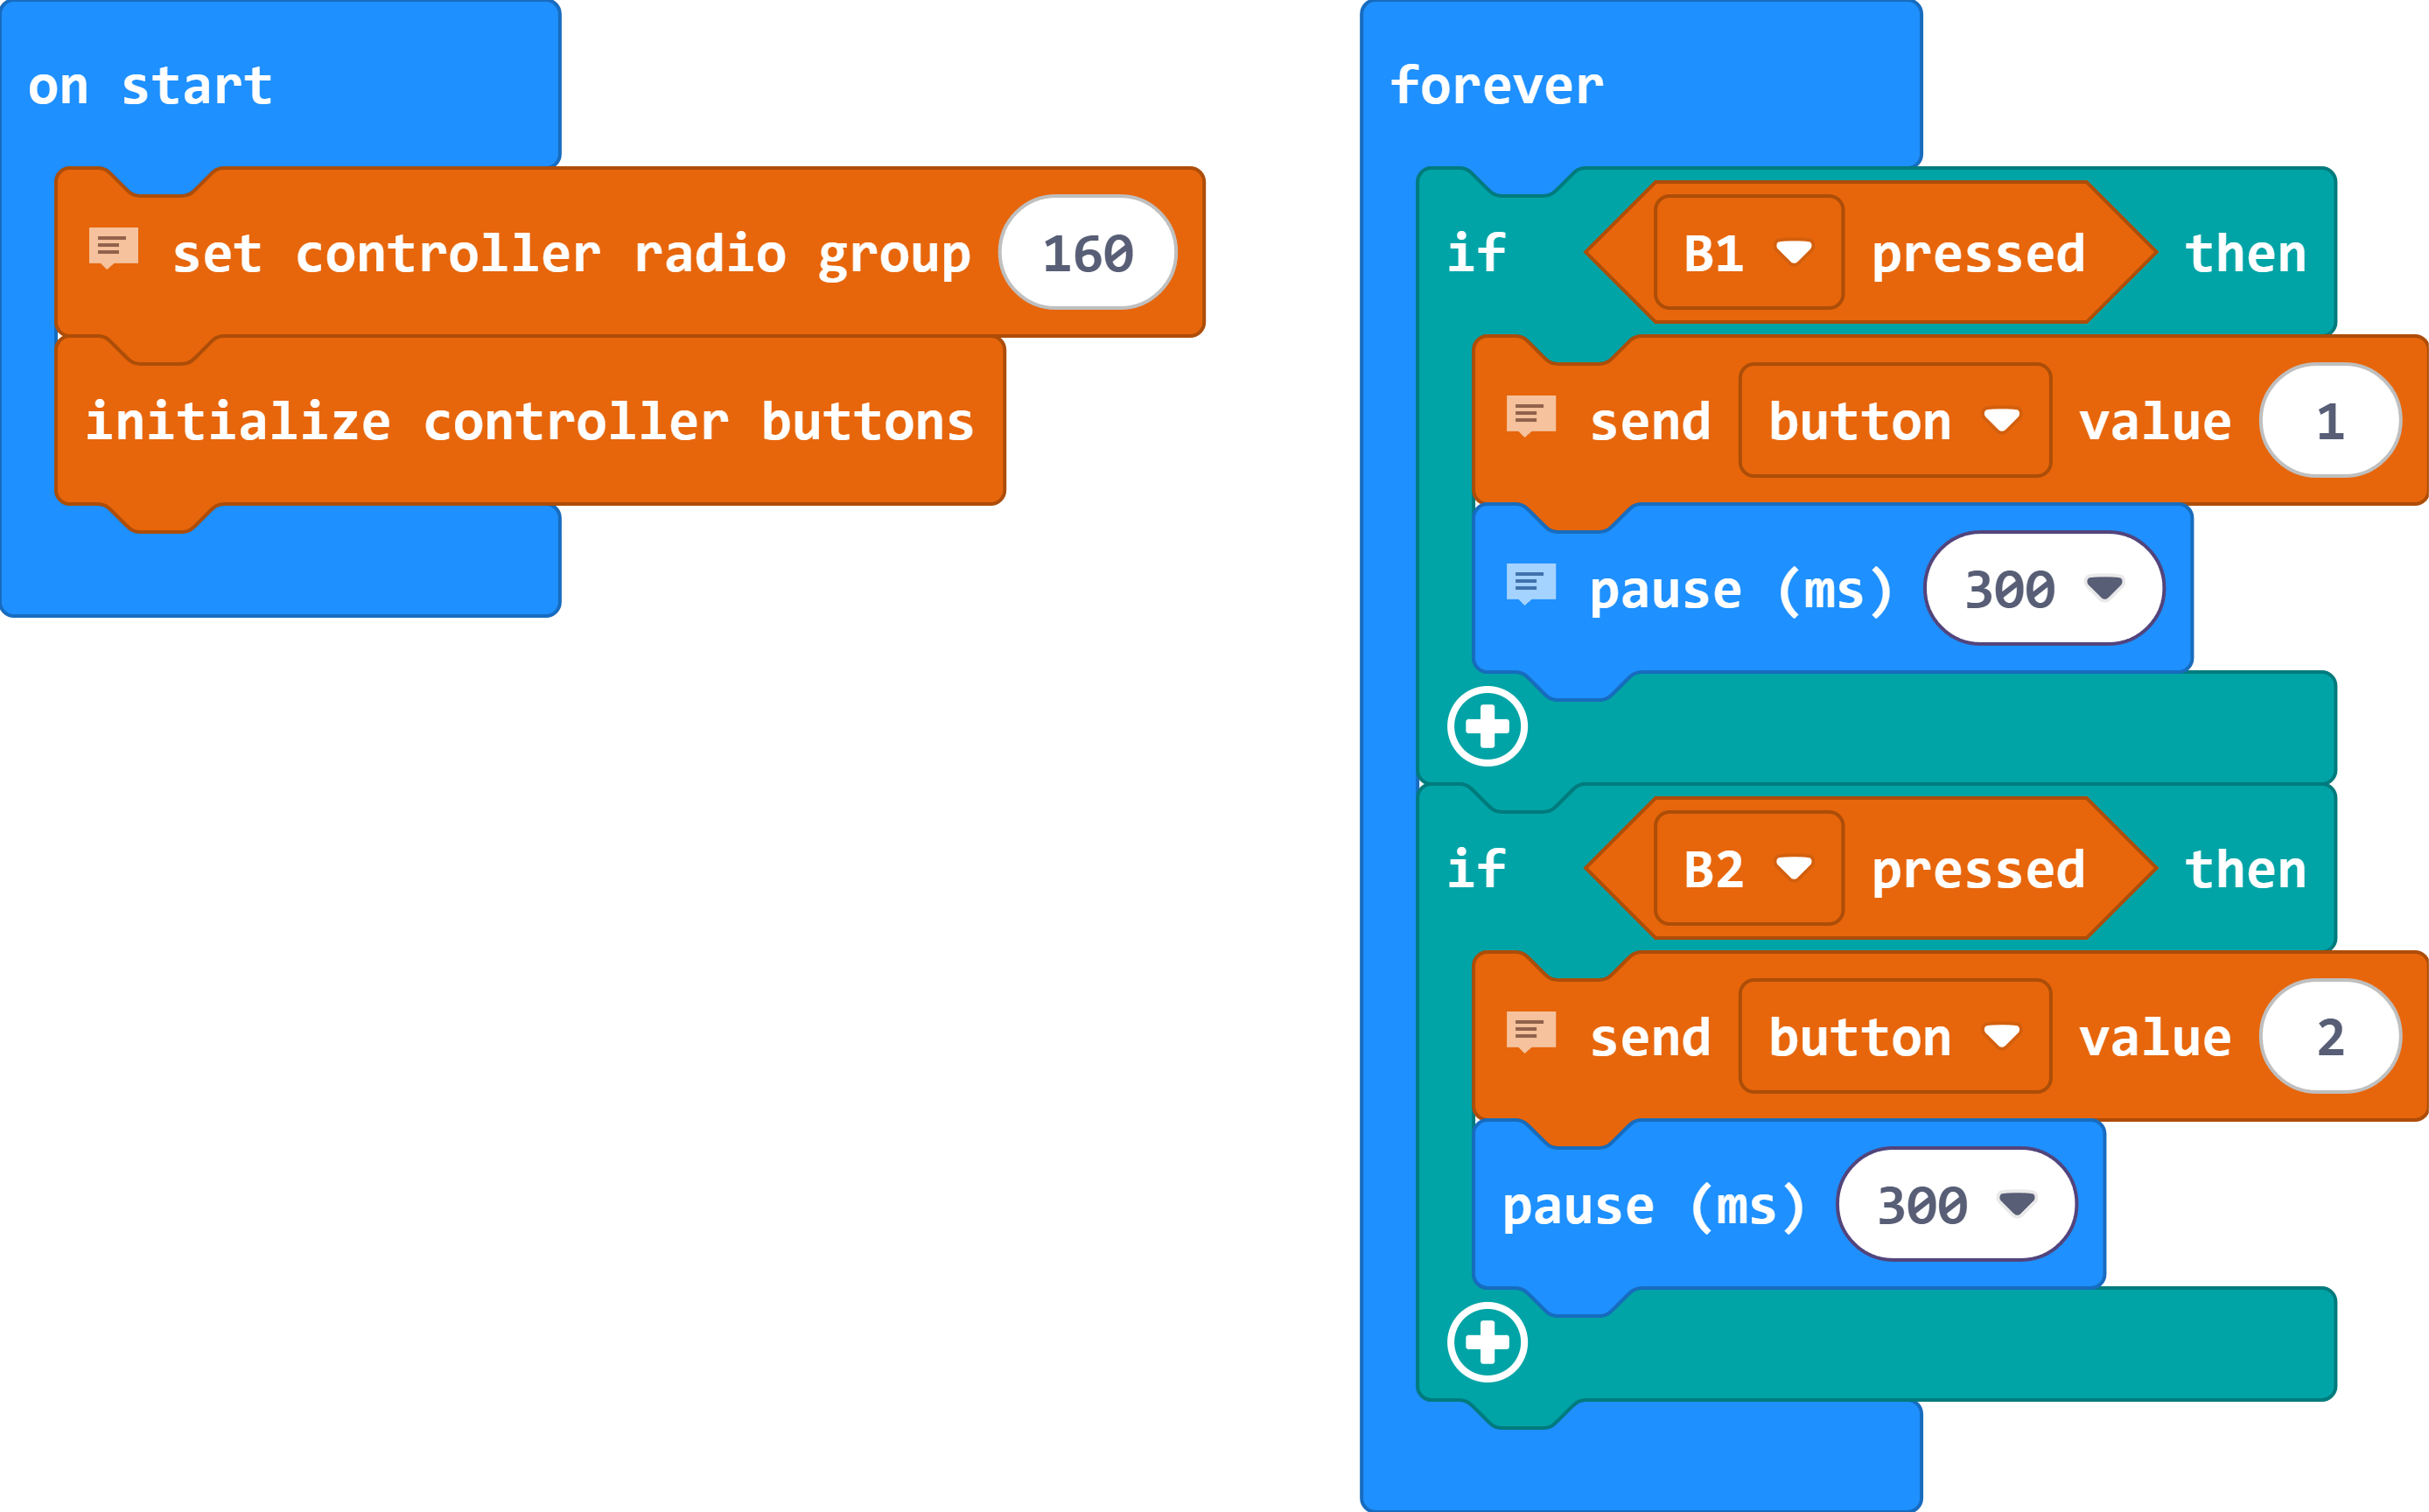 on start
set controller radio group 160
initialize controller buttons
forever
if B1 pressed then
send button value 1
pause (ms) 300
if B2 pressed then
send button value 2
pause (ms) 300